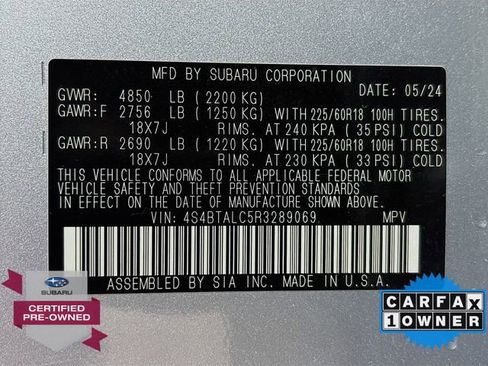 MFD BY SUBARU CORPORATION
GVWR: 4850 LB (2200 KG) DATE: 05/24
GAWR:F 2756 LB (1250 KG) WITH 225/60R18 100H TIRES.
18X7J RIMS. AT 240 KPA (35 PSI) COLD
GAWR:R 2690 LB (1220 KG) WITH 225/60R18 100H TIRES.
18X7J RIMS. AT 230 KPA (33 PSI) COLD
THIS VEHICLE CONFORMS TO ALL APPLICABLE FEDERAL MOTOR
VEHICLE SAFETY AND THEFT PREVENTION STANDARDS IN EFFECT
ON THE DATE OF MANUFACTURE SHOWN ABOVE.
VIN: 4S4BTALC5R3289069 MPV
ASSEMBLED BY SIA INC. MADE IN U.S.A.
SUBARU
CERTIFIED
PRE-OWNED
CARFAX
1 OWNER